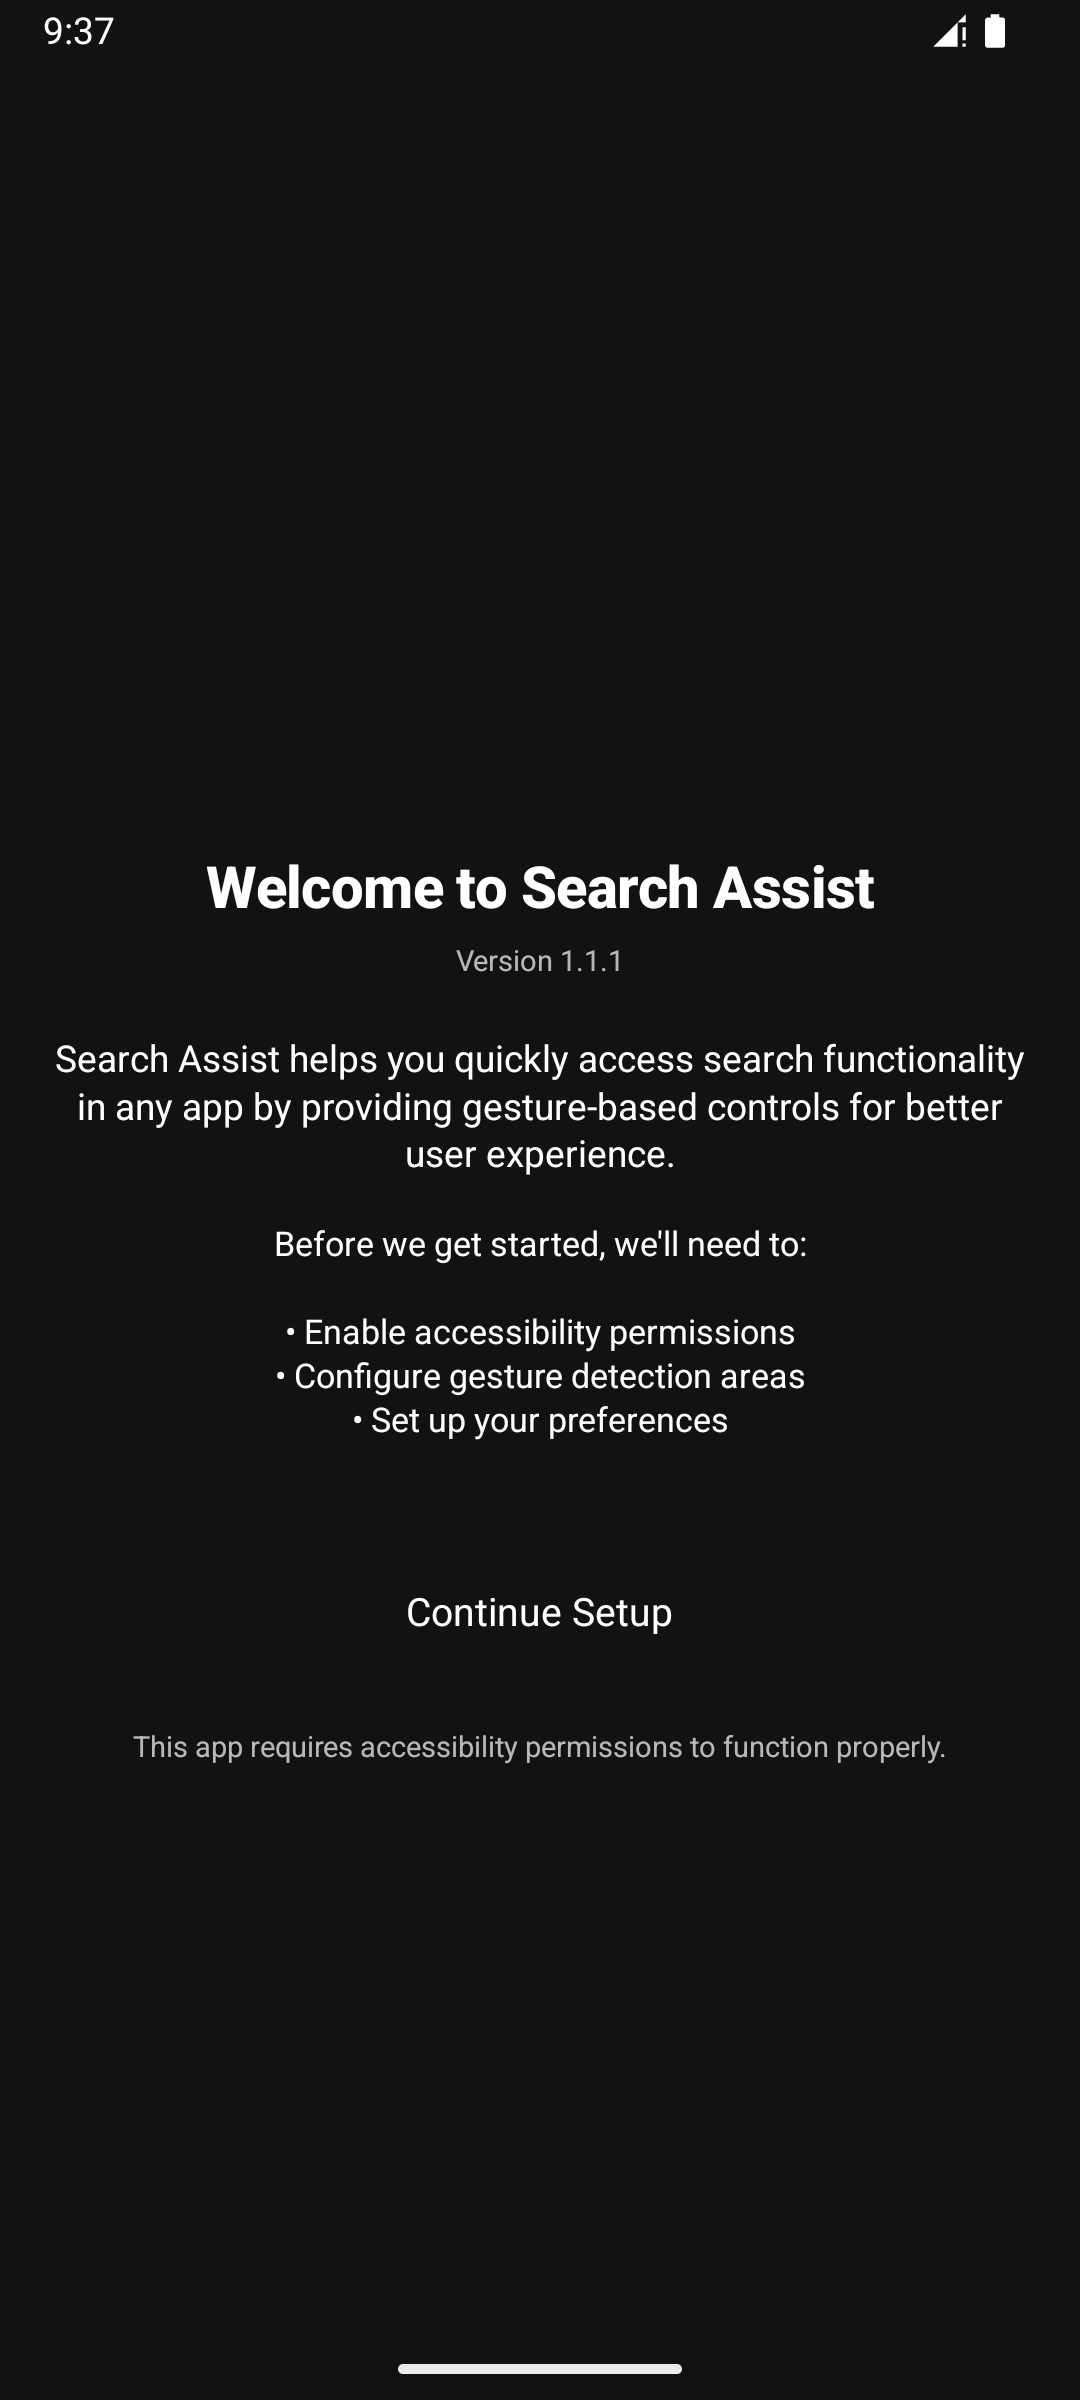 9:37
Welcome to Search Assist
Version 1.1.1
Search Assist helps you quickly access search functionality
in any app by providing gesture-based controls for better
user experience.
Before we get started, we'll need to:
• Enable accessibility permissions
• Configure gesture detection areas
• Set up your preferences
Continue Setup
This app requires accessibility permissions to function properly.